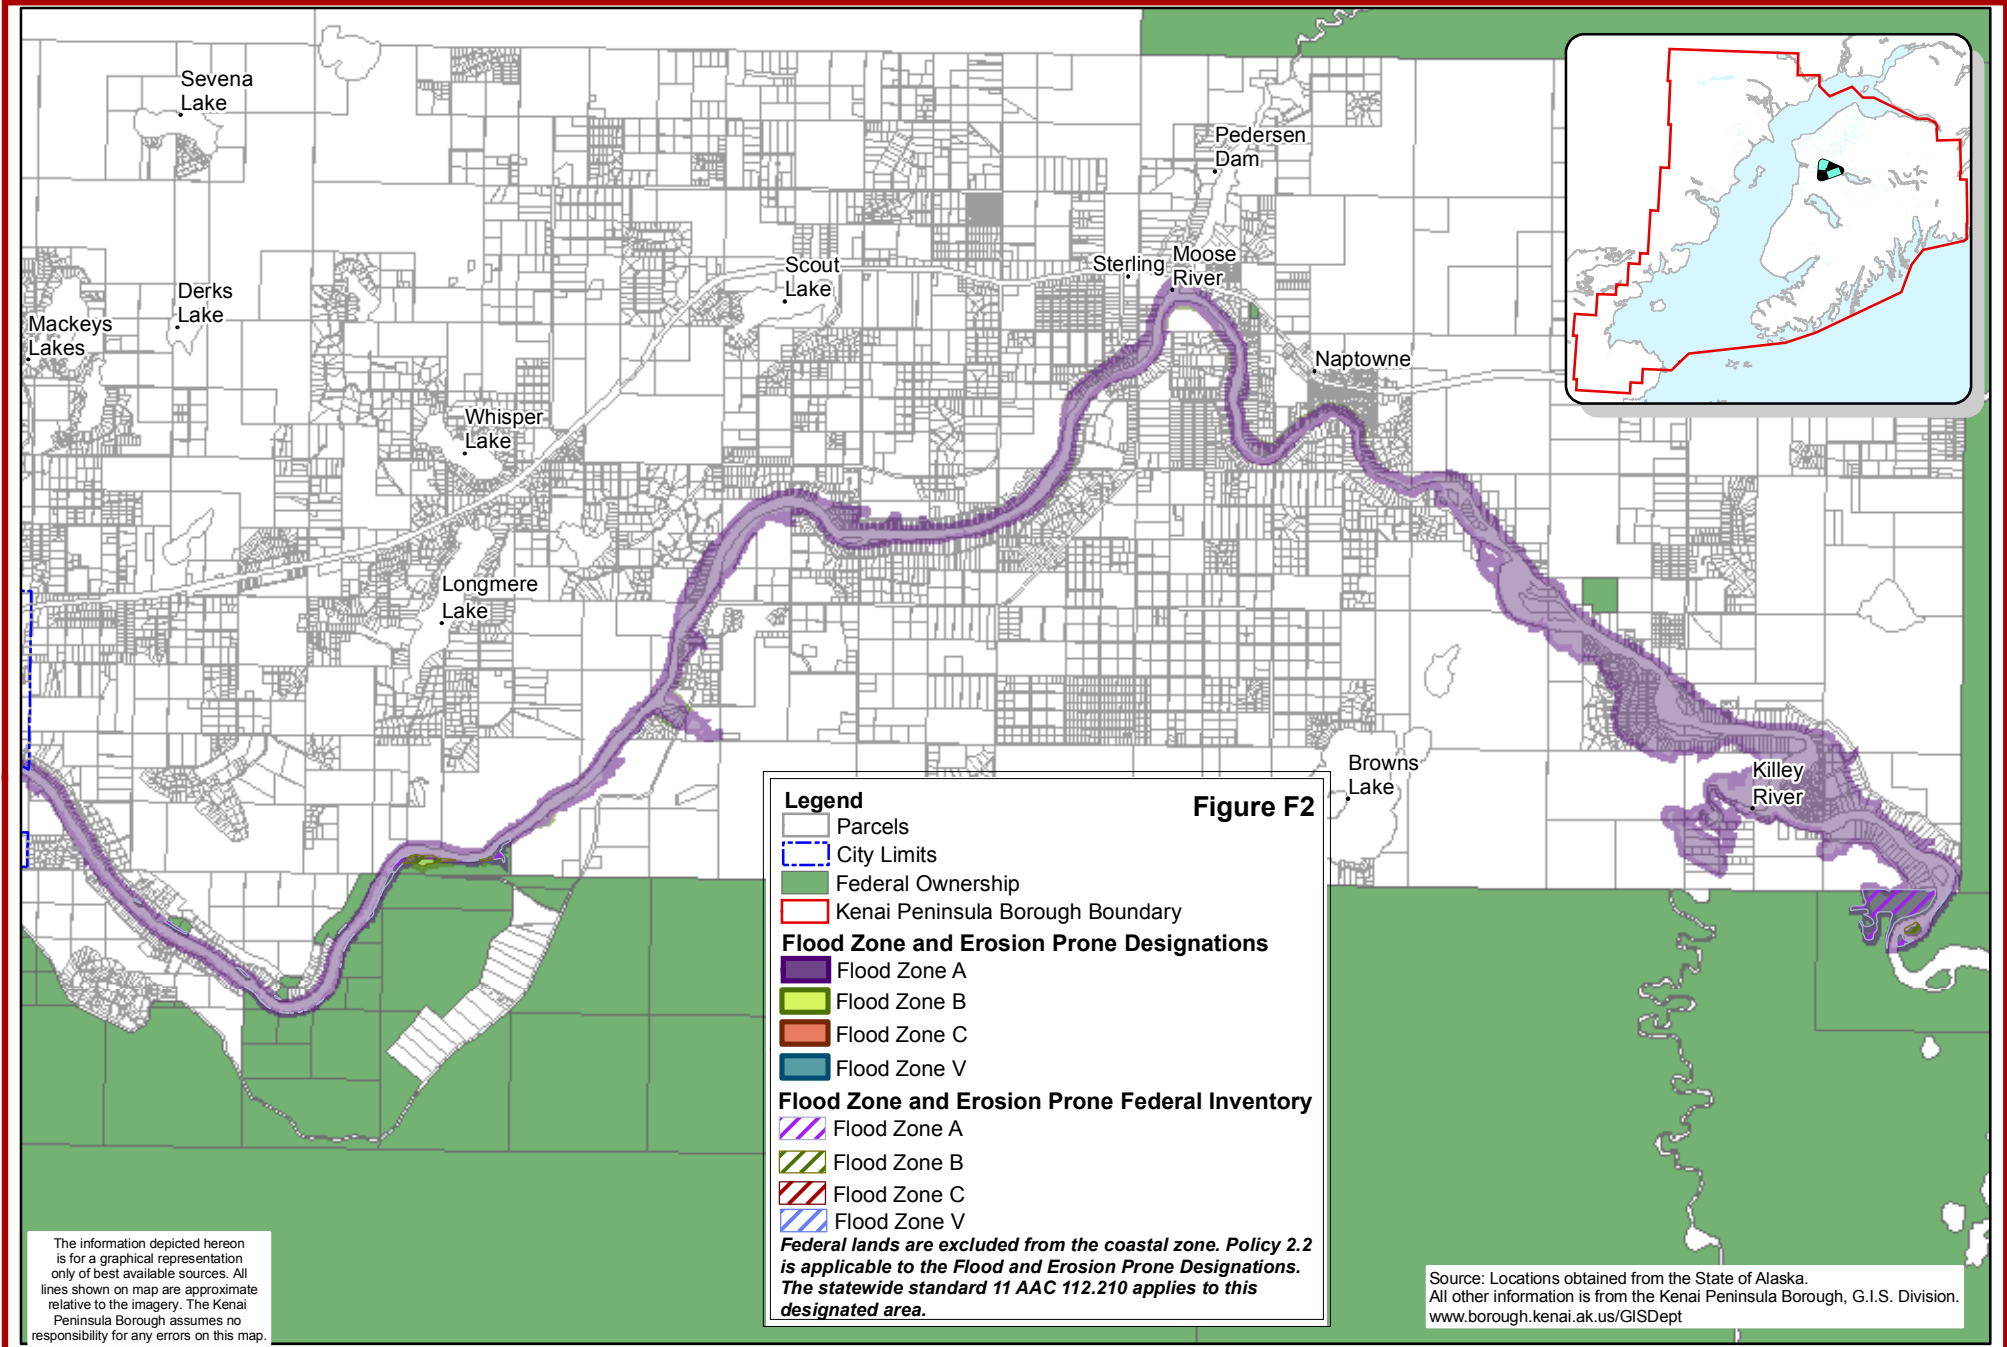 Sevena
Lake
Pedersen
Dam
Derks
Lake
Mackeys
Lakes
Scout
Lake
Sterling
Moose
River
Naptowne
Whisper
Lake
Longmere
Lake
Browns
Lake
Killey
River
Legend
Figure F2
Parcels
City Limits
Federal Ownership
Kenai Peninsula Borough Boundary
Flood Zone and Erosion Prone Designations
Flood Zone A
Flood Zone B
Flood Zone C
Flood Zone V
Flood Zone and Erosion Prone Federal Inventory
Flood Zone A
Flood Zone B
Flood Zone C
Flood Zone V
Federal lands are excluded from the coastal zone. Policy 2.2
is applicable to the Flood and Erosion Prone Designations.
The statewide standard 11 AAC 112.210 applies to this
designated area.
The information depicted hereon
is for a graphical representation
only of best available sources. All
lines shown on map are approximate
relative to the imagery. The Kenai
Peninsula Borough assumes no
responsibility for any errors on this map.
Source: Locations obtained from the State of Alaska.
All other information is from the Kenai Peninsula Borough, G.I.S. Division.
www.borough.kenai.ak.us/GISDept